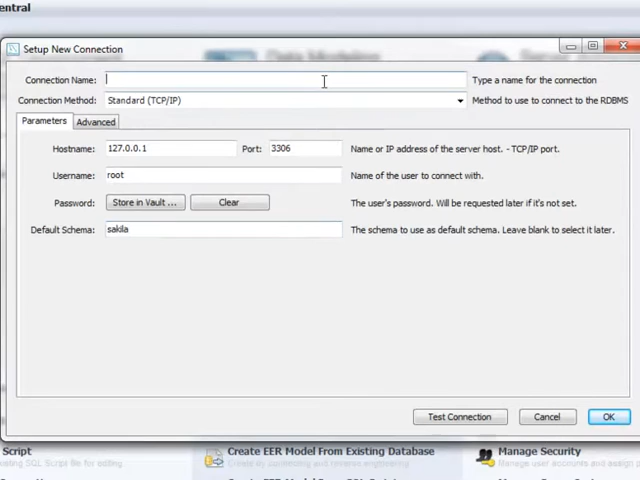 entral
Setup New Connection
Connection Name: Type a name for the connection
Connection Method: Standard (TCP/IP) Method to use to connect to the RDBMS
Parameters Advanced
Hostname: 127.0.0.1 Port: 3306 Name or IP address of the server host. - TCP/IP port.
Username: root Name of the user to connect with.
Password: Store in Vault ... Clear The user's password. Will be requested later if it's not set.
Default Schema: sakila The schema to use as default schema. Leave blank to select it later.
Test Connection Cancel OK
Script Create EER Model From Existing Database Manage Security